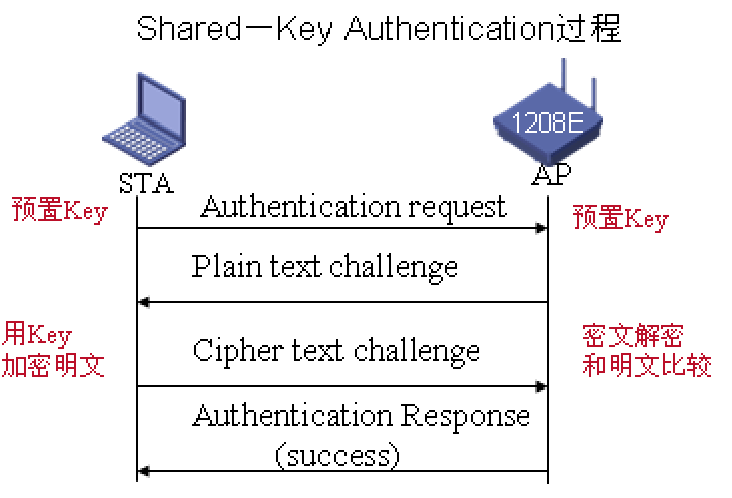 Shared一Key Authentication过程
1208E
STA
AP
预置Key
Authentication request
预置Key
Plain text challenge
用Key
加密明文
Cipher text challenge
密文解密
和明文比较
Authentication Response
(success)